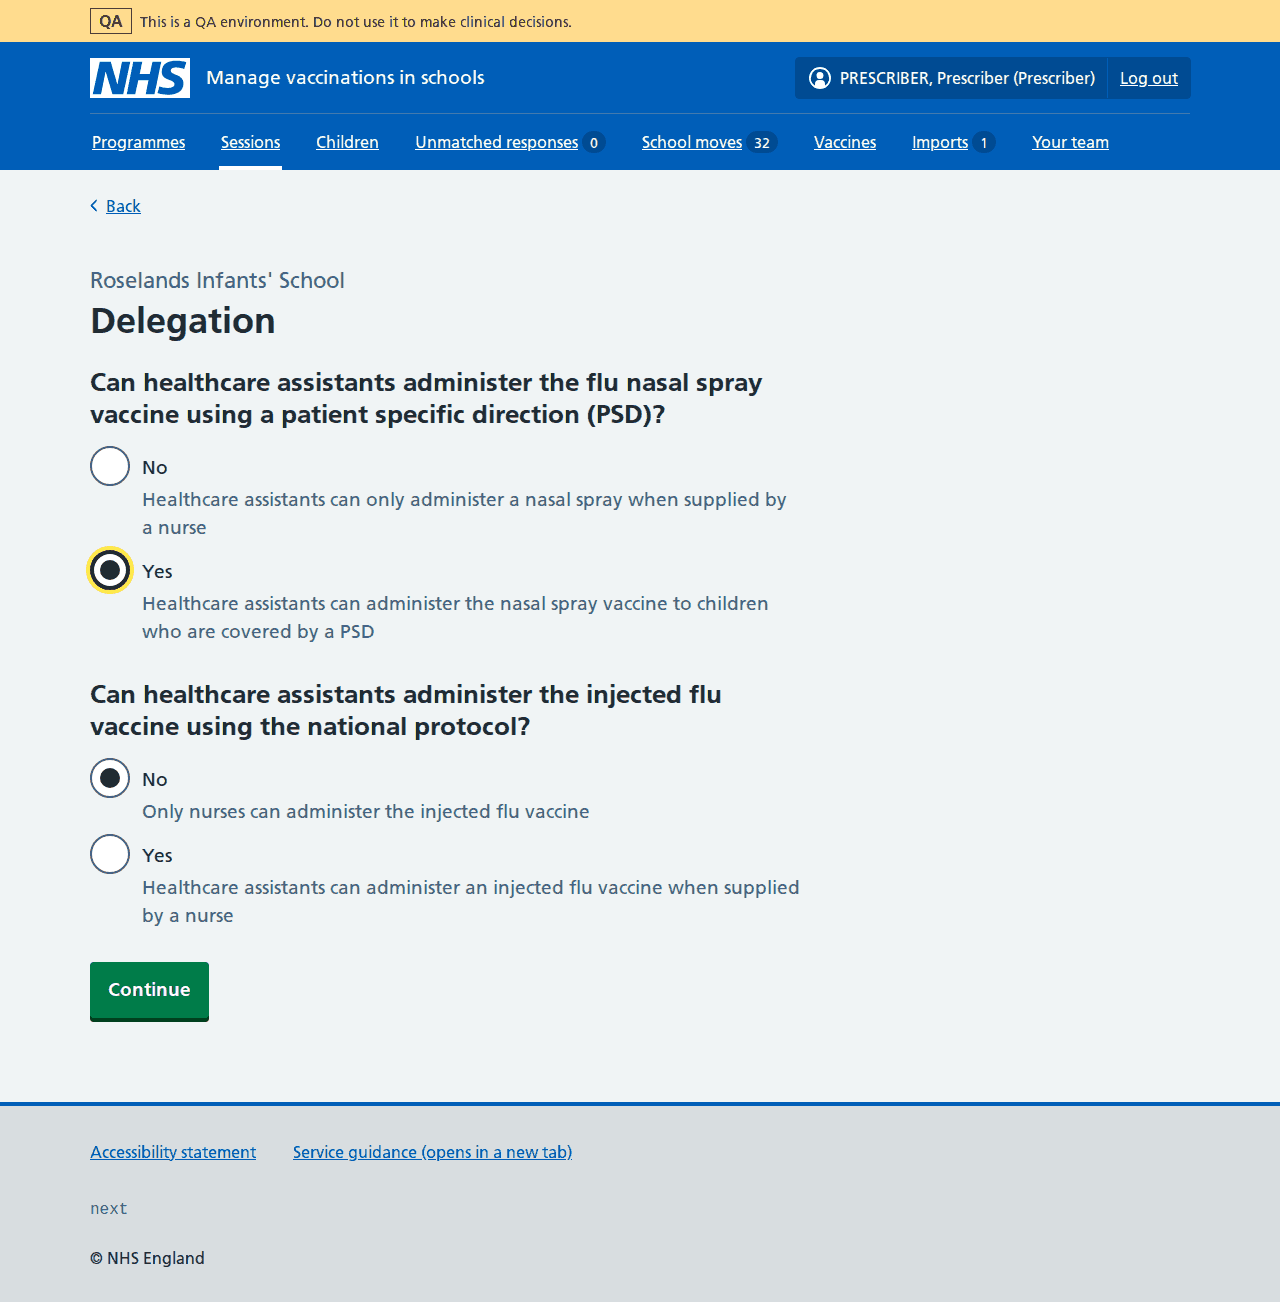 QA This is a QA environment. Do not use it to make clinical decisions.
NHS Manage vaccinations in schools PRESCRIBER, Prescriber (Prescriber) Log out
Programmes Sessions Children Unmatched responses 0 School moves 32 Vaccines Imports 1 Your team
Back
Roselands Infants' School
Delegation
Can healthcare assistants administer the flu nasal spray
vaccine using a patient specific direction (PSD)?
No
Healthcare assistants can only administer a nasal spray when supplied by
a nurse
Yes
Healthcare assistants can administer the nasal spray vaccine to children
who are covered by a PSD
Can healthcare assistants administer the injected flu
vaccine using the national protocol?
No
Only nurses can administer the injected flu vaccine
Yes
Healthcare assistants can administer an injected flu vaccine when supplied
by a nurse
Continue
Accessibility statement Service guidance (opens in a new tab)
next
© NHS England